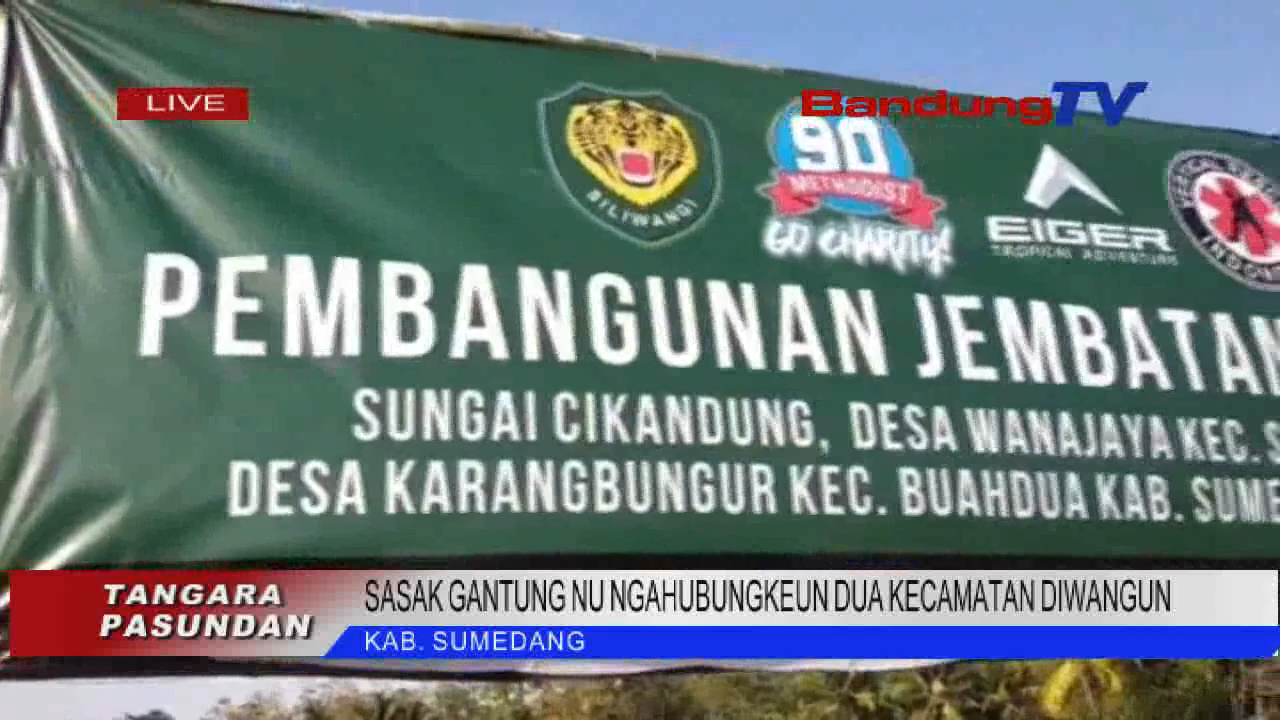 LIVE
BandungTV
SILIWANGI
90
METHODIST
GO CHARITY!
EIGER
TROPICAL ADVENTURE
PEMBANGUNAN JEMBATAN
SUNGAI CIKANDUNG, DESA WANAJAYA KEC. S
DESA KARANGBUNGUR KEC. BUAHDUA KAB. SUME
TANGARA
PASUNDAN
SASAK GANTUNG NU NGAHUBUNGKEUN DUA KECAMATAN DIWANGUN
KAB. SUMEDANG